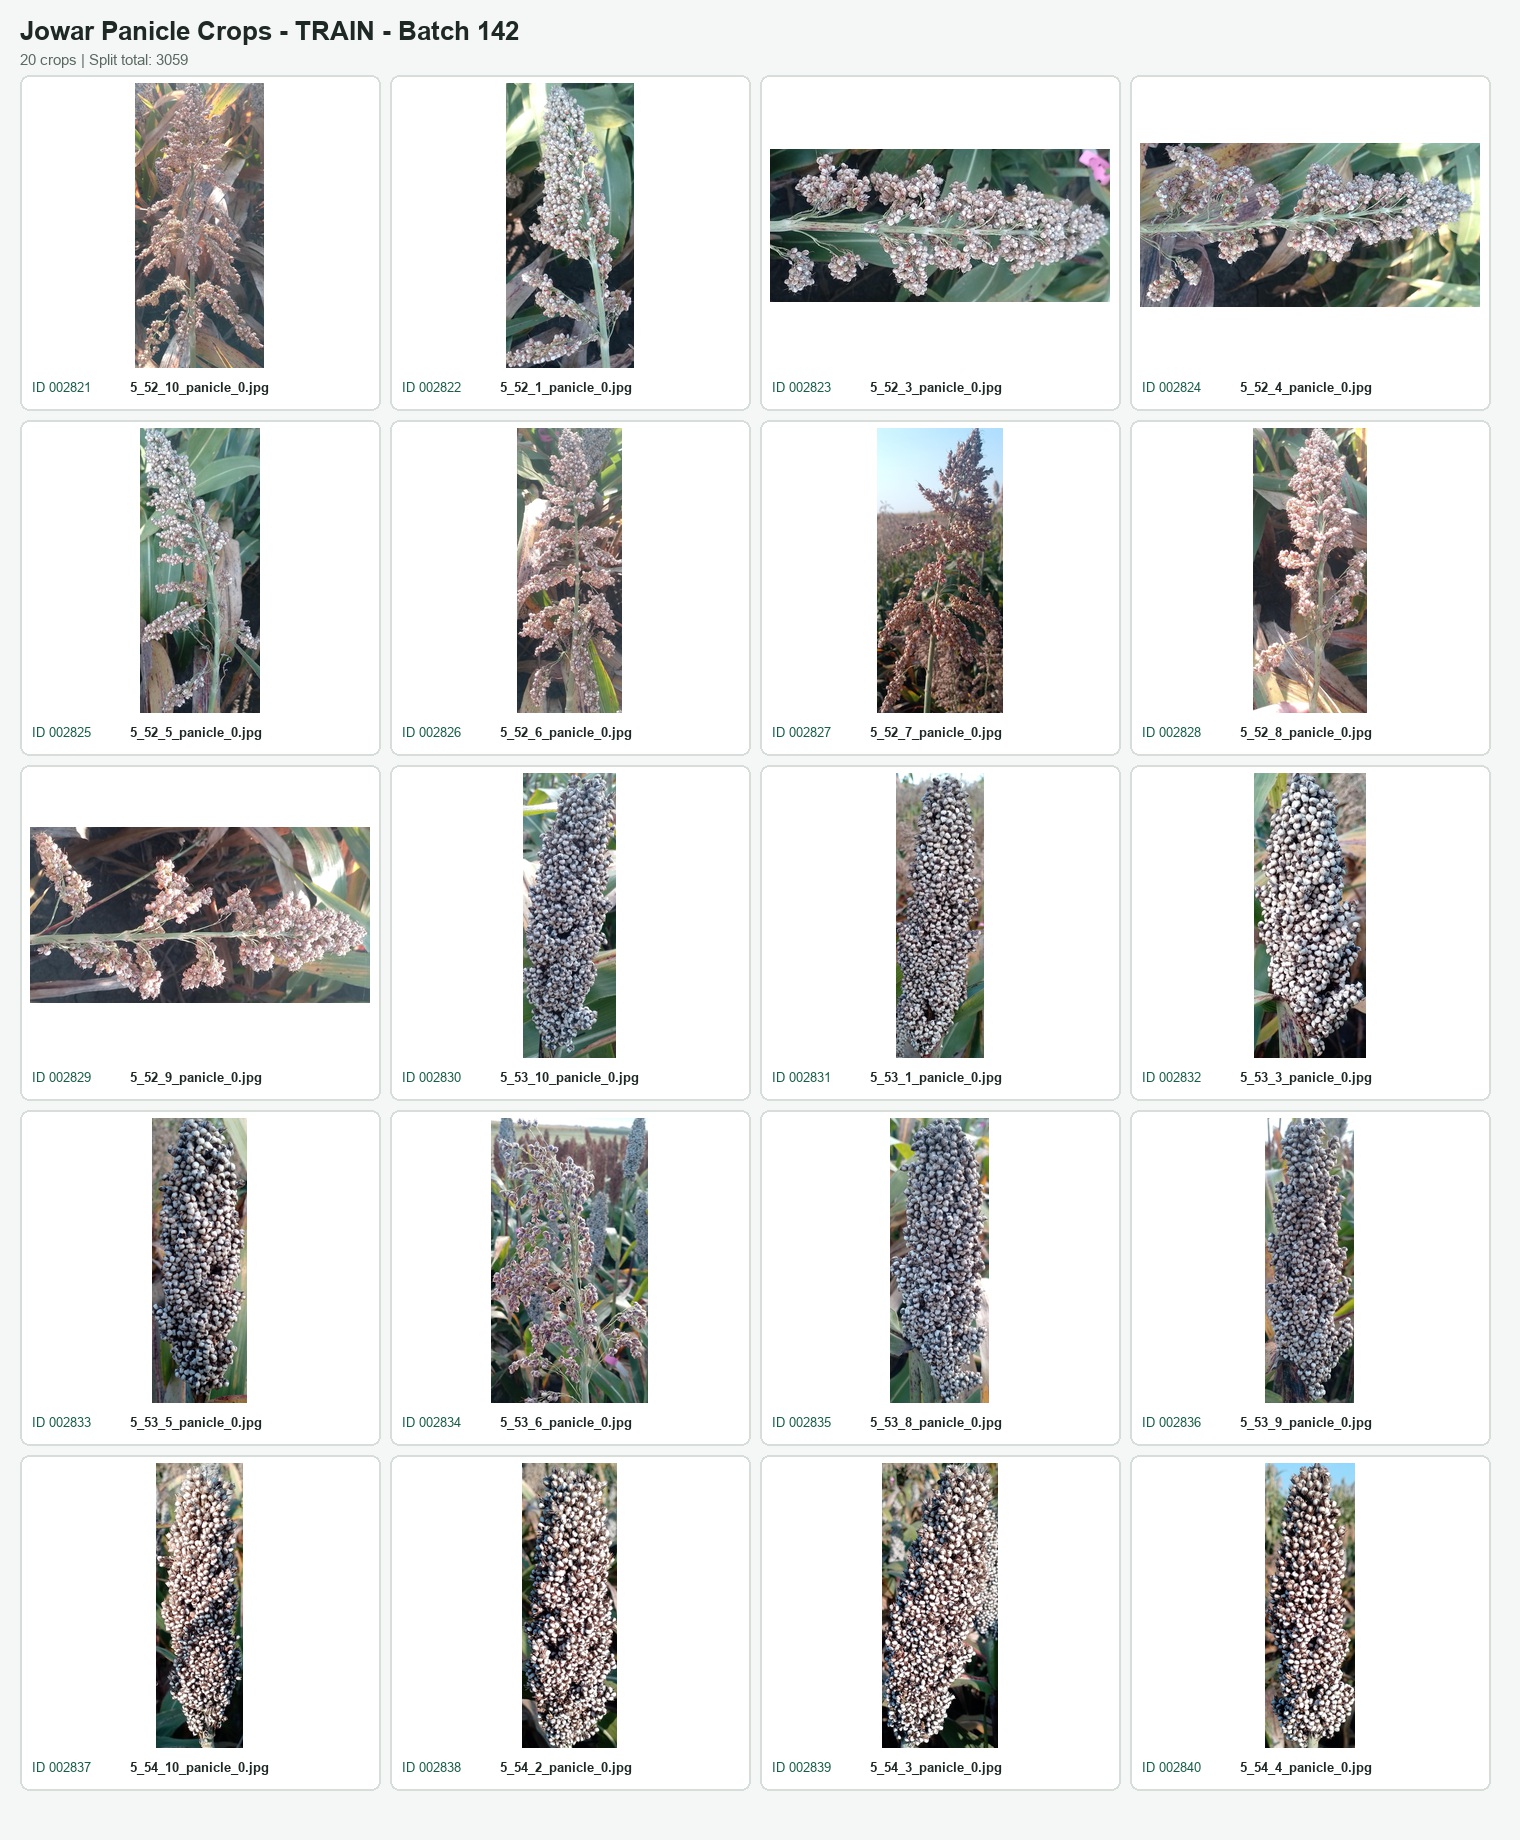 Jowar Panicle Crops - TRAIN - Batch 142
20 crops | Split total: 3059
ID 002821 5_52_10_panicle_0.jpg
ID 002822 5_52_1_panicle_0.jpg
ID 002823 5_52_3_panicle_0.jpg
ID 002824 5_52_4_panicle_0.jpg
ID 002825 5_52_5_panicle_0.jpg
ID 002826 5_52_6_panicle_0.jpg
ID 002827 5_52_7_panicle_0.jpg
ID 002828 5_52_8_panicle_0.jpg
ID 002829 5_52_9_panicle_0.jpg
ID 002830 5_53_10_panicle_0.jpg
ID 002831 5_53_1_panicle_0.jpg
ID 002832 5_53_3_panicle_0.jpg
ID 002833 5_53_5_panicle_0.jpg
ID 002834 5_53_6_panicle_0.jpg
ID 002835 5_53_8_panicle_0.jpg
ID 002836 5_53_9_panicle_0.jpg
ID 002837 5_54_10_panicle_0.jpg
ID 002838 5_54_2_panicle_0.jpg
ID 002839 5_54_3_panicle_0.jpg
ID 002840 5_54_4_panicle_0.jpg